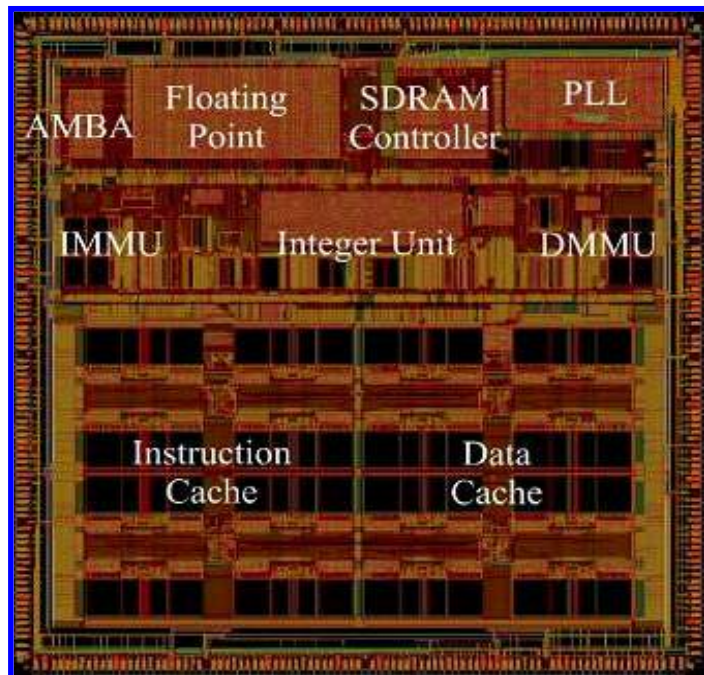 AMBA
Floating
Point
SDRAM
Controller
PLL
IMMU
Integer Unit
DMMU
Instruction
Cache
Data
Cache